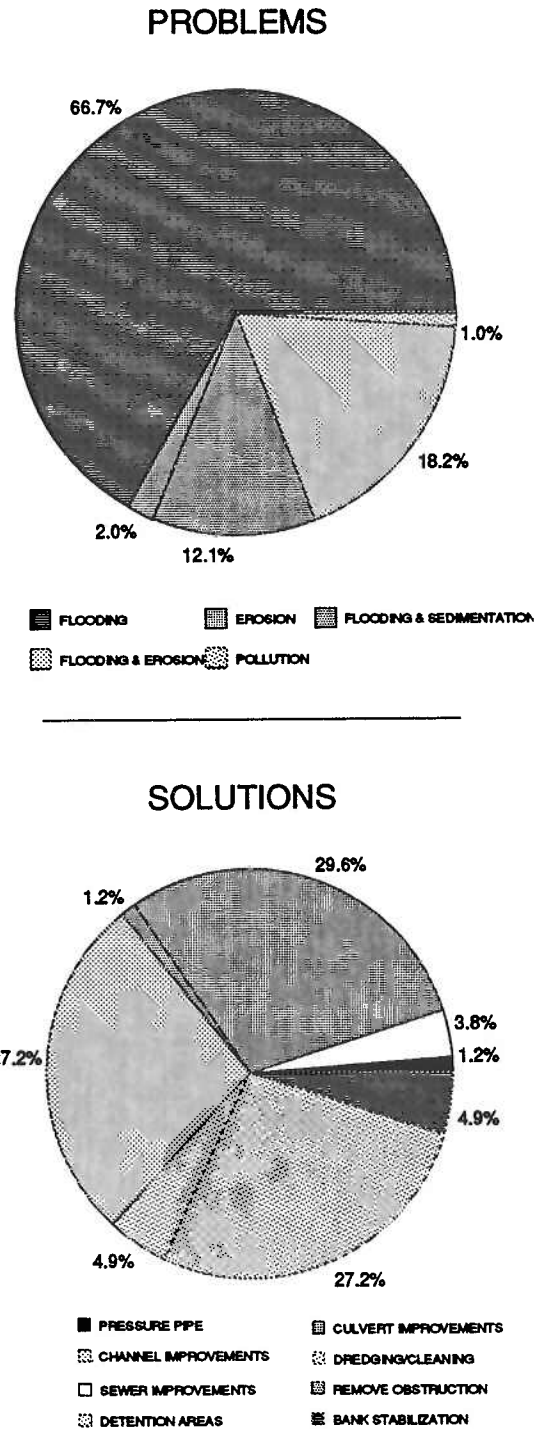 PROBLEMS
66.7%
1.0%
18.2%
2.0%
12.1%
FLOODING
EROSION
FLOODING & SEDIMENTATION
FLOODING & EROSION
POLLUTION
SOLUTIONS
29.6%
1.2%
3.8%
1.2%
7.2%
4.9%
4.9%
27.2%
PRESSURE PIPE
CULVERT IMPROVEMENTS
CHANNEL IMPROVEMENTS
DREDGING/CLEANING
SEWER IMPROVEMENTS
REMOVE OBSTRUCTION
DETENTION AREAS
BANK STABILIZATION